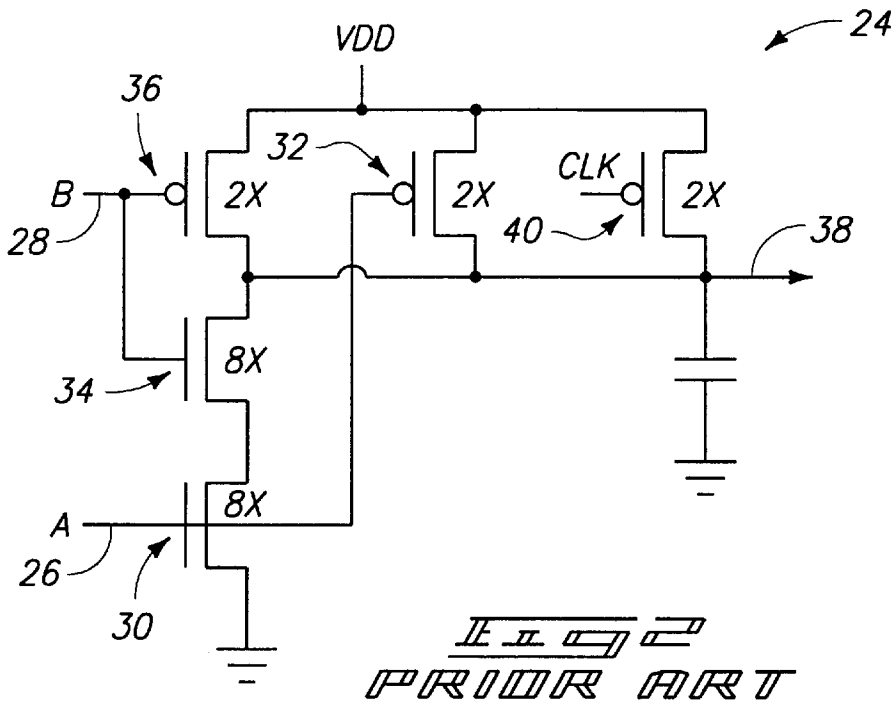 24
VDD
36
32
B
2X
2X
CLK
2X
28
40
38
34
8X
A
8X
26
30
Fig 2
PRIOR ART